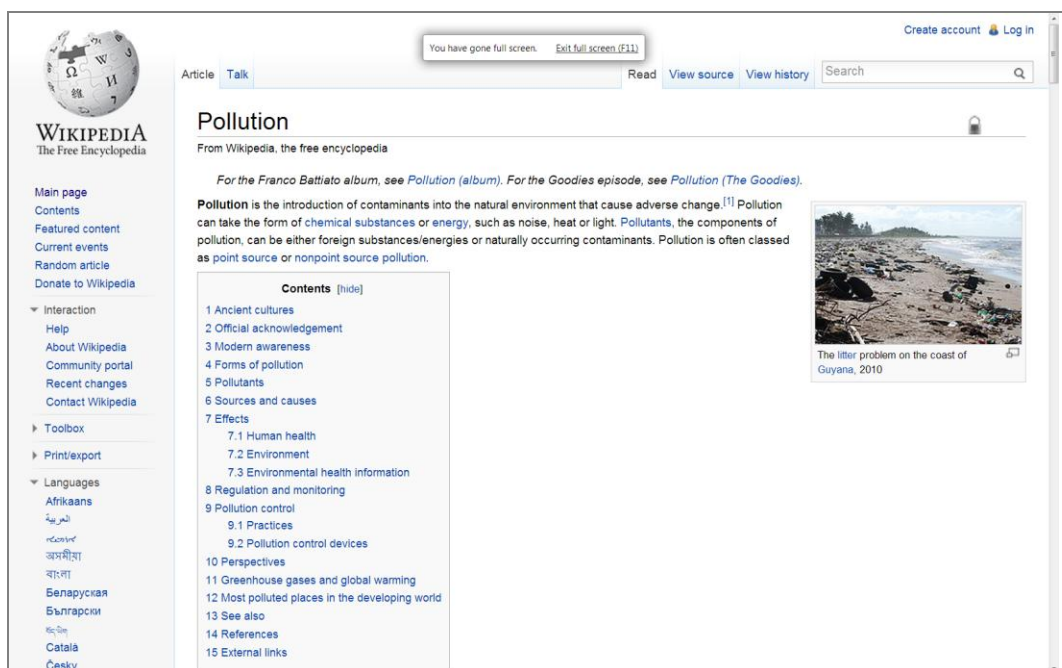 Create account Log in
You have gone full screen. Exit full screen (F11)
Article Talk Read View source View history Search
WIKIPEDIA
The Free Encyclopedia
Main page
Contents
Featured content
Current events
Random article
Donate to Wikipedia
Interaction
Help
About Wikipedia
Community portal
Recent changes
Contact Wikipedia
Toolbox
Print/export
Languages
Afrikaans
العربية
অসমীয়া
বাংলা
Беларуская
Български
Català
Česky
Pollution
From Wikipedia, the free encyclopedia
For the Franco Battiato album, see Pollution (album). For the Goodies episode, see Pollution (The Goodies).
Pollution is the introduction of contaminants into the natural environment that cause adverse change.[1] Pollution
can take the form of chemical substances or energy, such as noise, heat or light. Pollutants, the components of
pollution, can be either foreign substances/energies or naturally occurring contaminants. Pollution is often classed
as point source or nonpoint source pollution.
Contents [hide]
1 Ancient cultures
2 Official acknowledgement
3 Modern awareness
4 Forms of pollution
5 Pollutants
6 Sources and causes
7 Effects
7.1 Human health
7.2 Environment
7.3 Environmental health information
8 Regulation and monitoring
9 Pollution control
9.1 Practices
9.2 Pollution control devices
10 Perspectives
11 Greenhouse gases and global warming
12 Most polluted places in the developing world
13 See also
14 References
15 External links
The litter problem on the coast of
Guyana, 2010